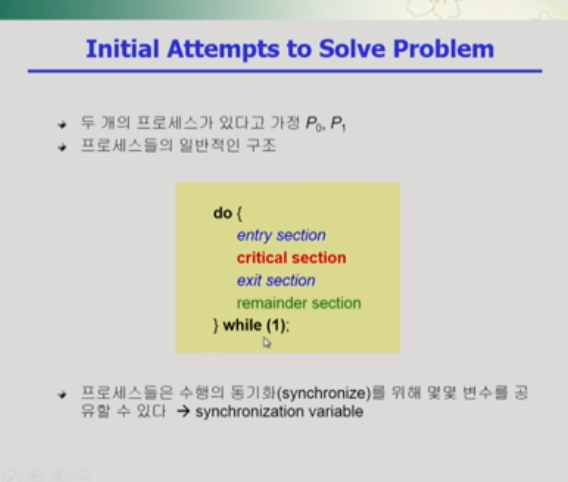 Initial Attempts to Solve Problem
두 개의 프로세스가 있다고 가정 P₀, P₁
프로세스들의 일반적인 구조
do {
entry section
critical section
exit section
remainder section
} while (1);
프로세스들은 수행의 동기화(synchronize)를 위해 몇몇 변수를 공
유할 수 있다 → synchronization variable